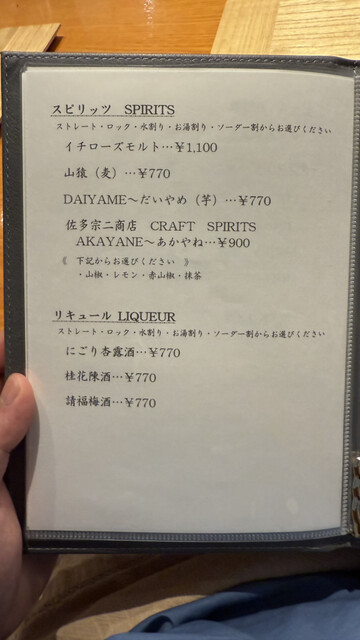 スピリッツ SPIRITS
ストレート・ロック・水割り・お湯割り・ソーダー割からお選びください
イチローズモルト…￥1,100
山猿（麦）…￥770
DAIYAME～だいやめ（芋）…￥770
佐多宗二商店 CRAFT SPIRITS
AKAYANE～あかやね…￥900
《 下記からお選びください 》
・山椒・レモン・赤山椒・抹茶
リキュール LIQUEUR
ストレート・ロック・水割り・お湯割り・ソーダー割からお選びください
にごり杏露酒…￥770
桂花陳酒…￥770
請福梅酒…￥770